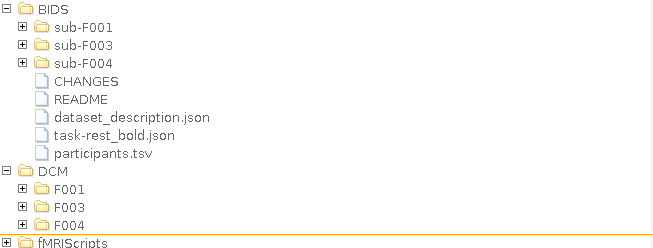 BIDS
sub-F001
sub-F003
sub-F004
CHANGES
README
dataset_description.json
task-rest_bold.json
participants.tsv
DCM
F001
F003
F004
fMRIScripts